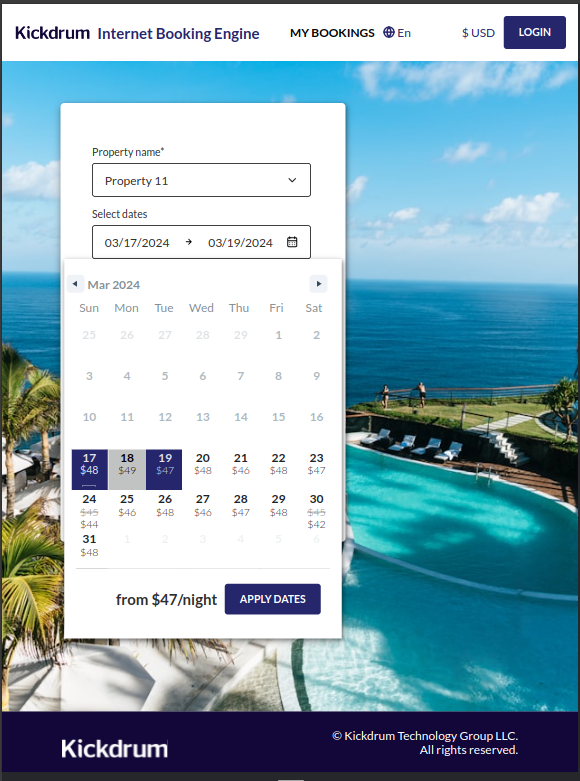 Kickdrum Internet Booking Engine MY BOOKINGS En $ USD LOGIN
Property name*
Property 11
Select dates
03/17/2024 → 03/19/2024
Mar 2024
Sun Mon Tue Wed Thu Fri Sat
25 26 27 28 29 1 2
3 4 5 6 7 8 9
10 11 12 13 14 15 16
17 18 19 20 21 22 23
$48 $49 $47 $48 $46 $48 $47
24 25 26 27 28 29 30
$45 $46 $48 $46 $47 $48 $45
$44 $42
31 1 2 3 4 5 6
$48
from $47/night APPLY DATES
Kickdrum
© Kickdrum Technology Group LLC.
All rights reserved.